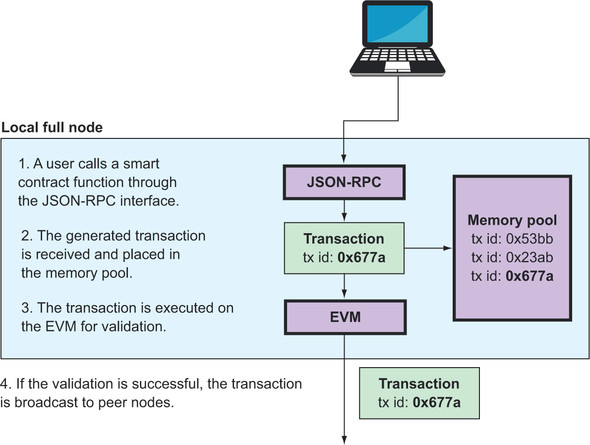 Local full node
1. A user calls a smart
contract function through
the JSON-RPC interface.
2. The generated transaction
is received and placed in
the memory pool.
3. The transaction is executed on
the EVM for validation.
4. If the validation is successful, the transaction
is broadcast to peer nodes.
JSON-RPC
Transaction
tx id: 0x677a
EVM
Memory pool
tx id: 0x53bb
tx id: 0x23ab
tx id: 0x677a
Transaction
tx id: 0x677a